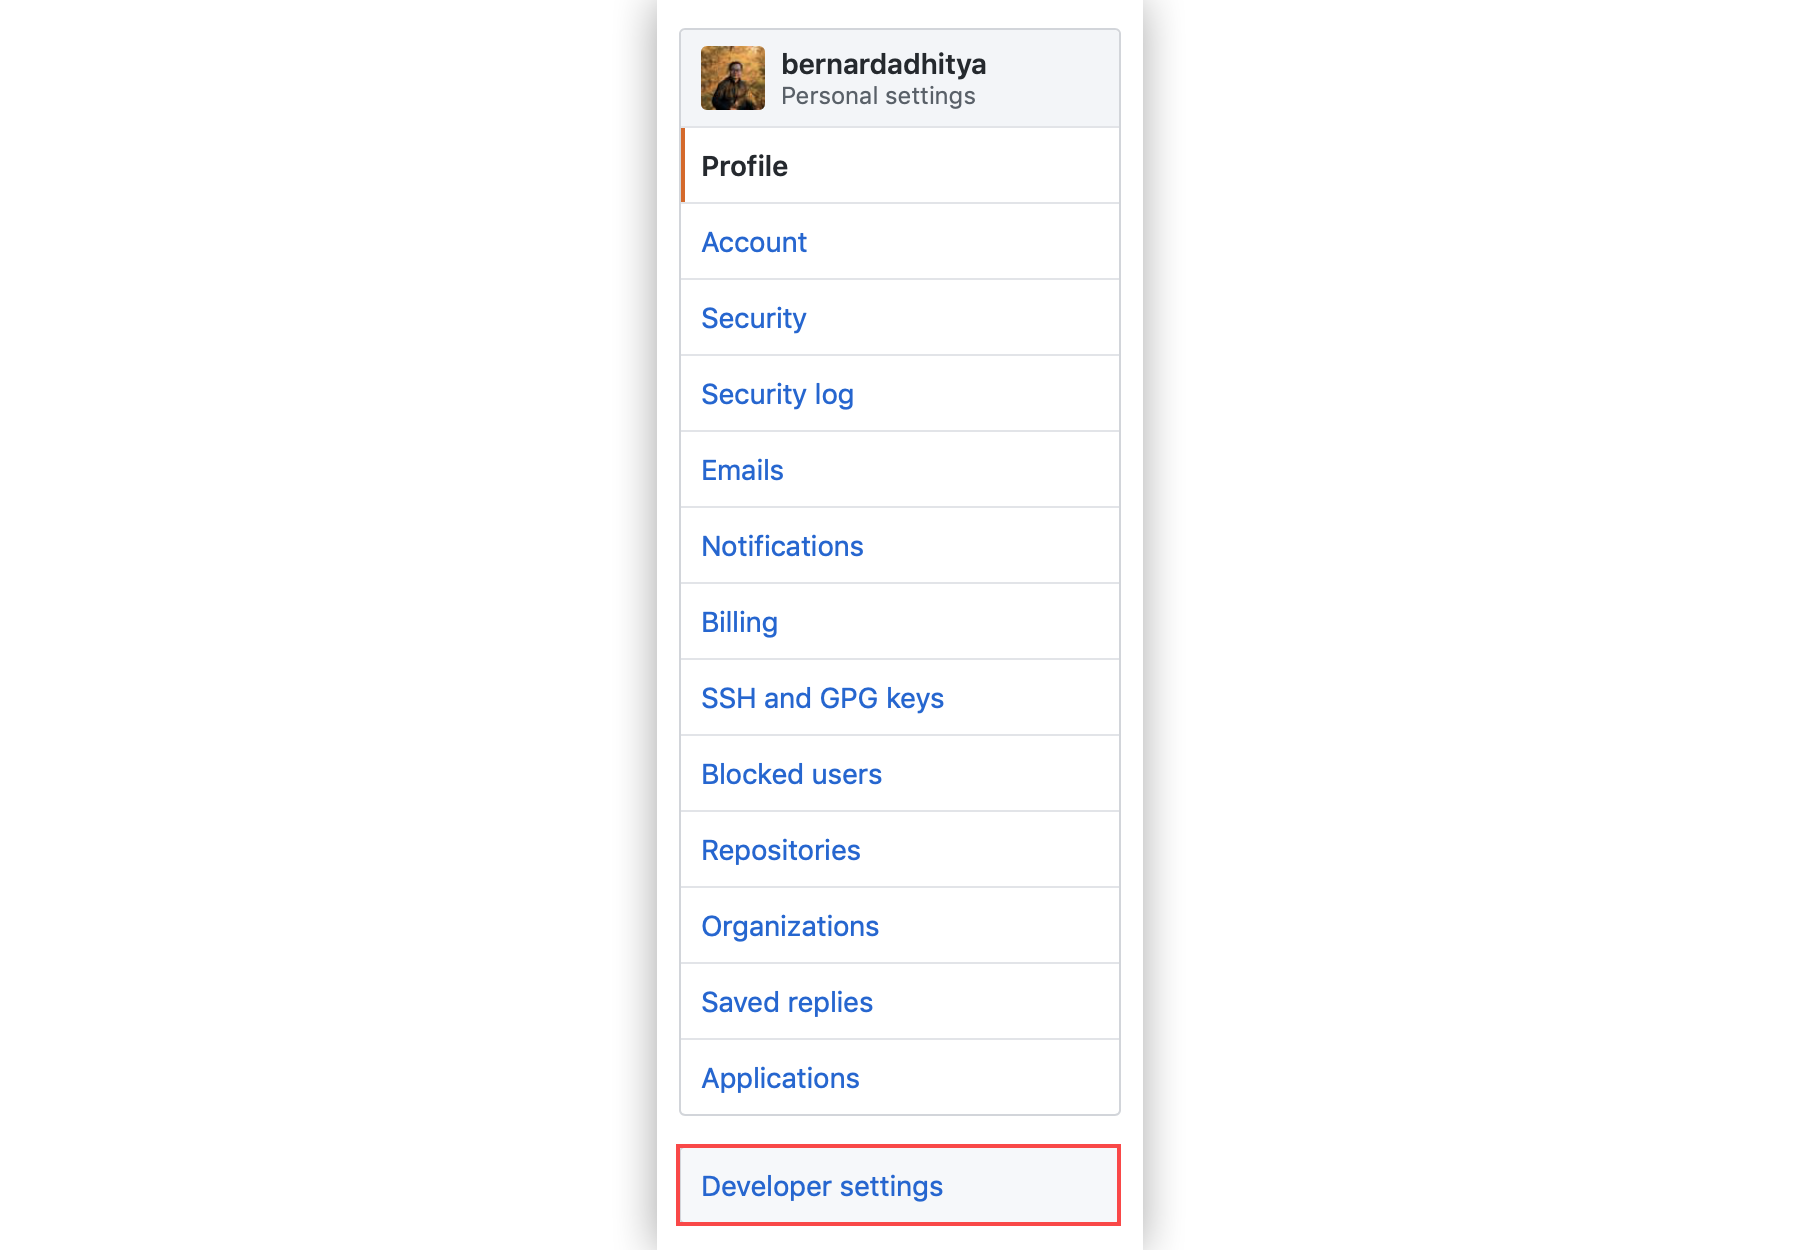 bernardadhitya
Personal settings
Profile
Account
Security
Security log
Emails
Notifications
Billing
SSH and GPG keys
Blocked users
Repositories
Organizations
Saved replies
Applications
Developer settings